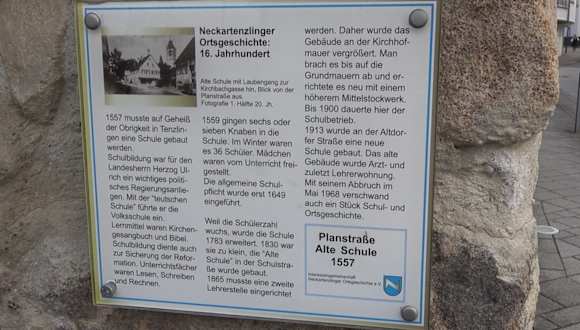 Neckartenzlinger
Ortsgeschichte:
16. Jahrhundert
Alte Schule mit Laubengang zur
Kirchbachgasse hin, Blick von der
Planstraße aus.
Fotografie 1. Hälfte 20. Jh.
1557 musste auf Geheiß
der Obrigkeit in Tenzlin-
gen eine Schule gebaut
werden.
Schulbildung war für den
Landesherrn Herzog Ul-
rich ein wichtiges politi-
sches Regierungsanlie-
gen. Mit der "teutschen
Schule" führte er die
Volksschule ein.
Lernmittel waren Kirchen-
gesangbuch und Bibel.
Schulbildung diente auch
zur Sicherung der Refor-
mation. Unterrichtsfächer
waren Lesen, Schreiben
und Rechnen.
1559 gingen sechs oder
sieben Knaben in die
Schule. Im Winter waren
es 36 Schüler. Mädchen
waren vom Unterricht frei-
gestellt.
Die allgemeine Schul-
pflicht wurde erst 1649
eingeführt.
Weil die Schülerzahl
wuchs, wurde die Schule
1783 erweitert. 1830 war
sie zu klein, die "Alte
Schule" in der Schulstra-
ße wurde gebaut.
1865 musste eine zweite
Lehrerstelle eingerichtet
werden. Daher wurde das
Gebäude an der Kirchhof-
mauer vergrößert. Man
brach es bis auf die
Grundmauern ab und er-
richtete es neu mit einem
höherem Mittelstockwerk.
Bis 1900 dauerte hier der
Schulbetrieb.
1913 wurde an der Altdor-
fer Straße eine neue
Schule gebaut. Das alte
Gebäude wurde Arzt- und
zuletzt Lehrerwohnung.
Mit seinem Abbruch im
Mai 1968 verschwand
auch ein Stück Schul- und
Ortsgeschichte.
Planstraße
Alte Schule
1557
Interessengemeinschaft
Neckartenzlinger Ortsgeschichte e.V.